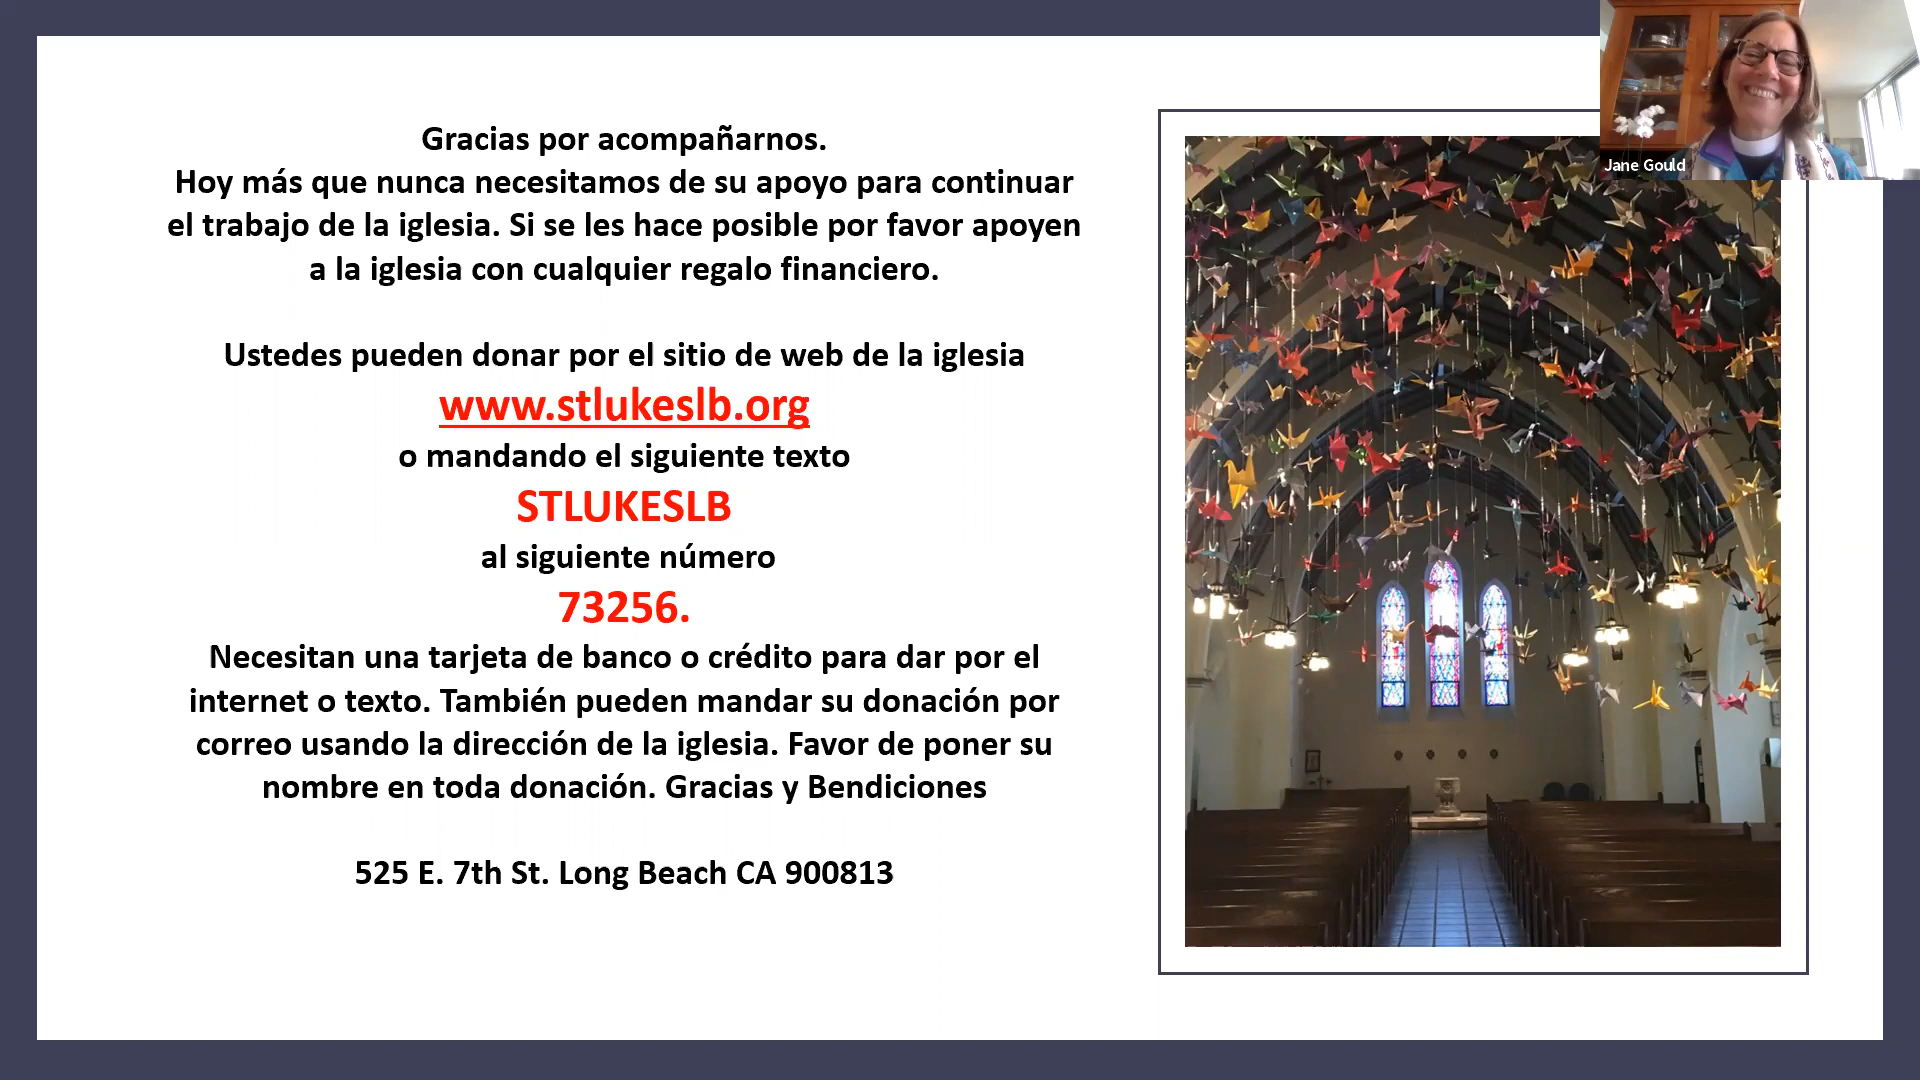 Gracias por acompañarnos.
Hoy más que nunca necesitamos de su apoyo para continuar
el trabajo de la iglesia. Si se les hace posible por favor apoyen
a la iglesia con cualquier regalo financiero.
Ustedes pueden donar por el sitio de web de la iglesia
www.stlukeslb.org
o mandando el siguiente texto
STLUKESLB
al siguiente número
73256.
Necesitan una tarjeta de banco o crédito para dar por el
internet o texto. También pueden mandar su donación por
correo usando la dirección de la iglesia. Favor de poner su
nombre en toda donación. Gracias y Bendiciones
525 E. 7th St. Long Beach CA 900813
Jane Gould